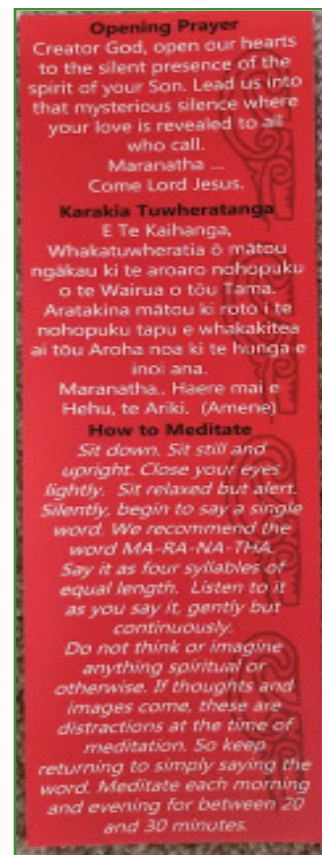 Opening Prayer
Creator God, open our hearts
to the silent presence of the
spirit of your Son. Lead us into
that mysterious silence where
your love is revealed to all
who call.
Maranatha ...
Come Lord Jesus.
Karakia Tuwheratanga
E Te Kaihanga,
Whakatuwheratia ō mātou
ngākau ki te aroaro nohopuku
o te Wairua o tōu Tama.
Aratakina mātou ki roto i te
nohopuku tapu e whakakitea
ai tōu Aroha noa ki te hunga e
inoi ana.
Maranatha.. Haere mai e
Hehu, te Ariki. (Amene)
How to Meditate
Sit down. Sit still and
upright. Close your eyes
lightly. Sit relaxed but alert.
Silently, begin to say a single
word. We recommend the
word MA-RA-NA-THA.
Say it as four syllables of
equal length. Listen to it
as you say it, gently but
continuously.
Do not think or imagine
anything spiritual or
otherwise. If thoughts and
images come, these are
distractions at the time of
meditation. So keep
returning to simply saying the
word. Meditate each morning
and evening for between 20
and 30 minutes.